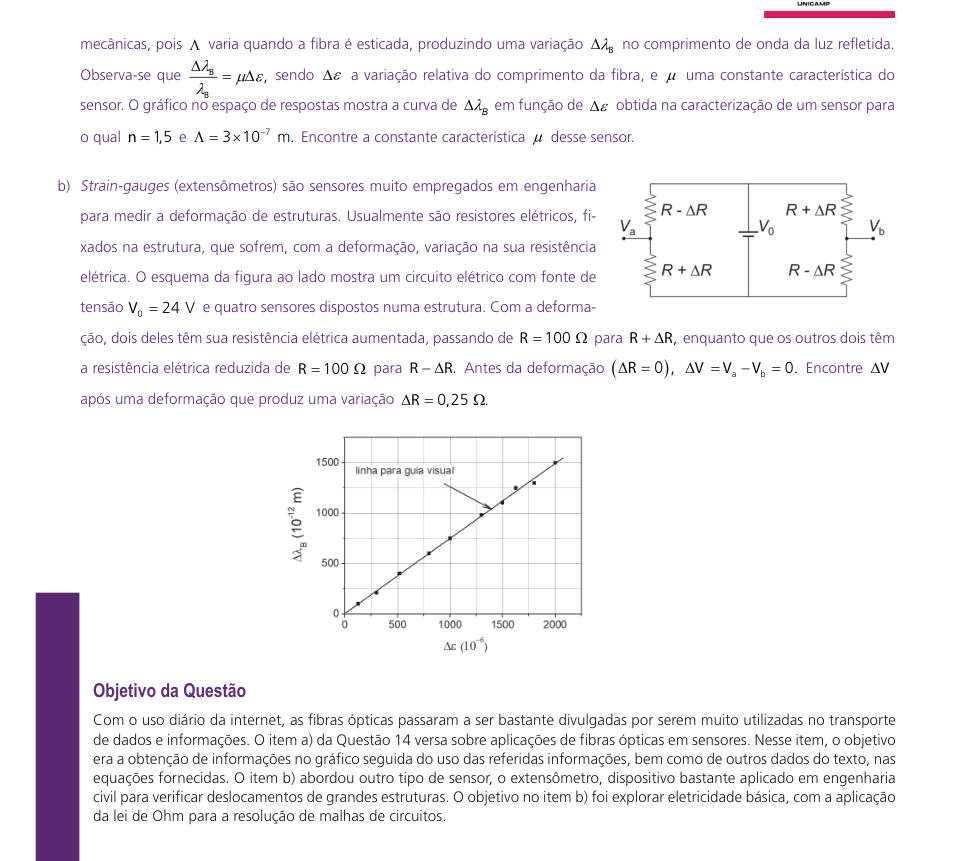 UNICAMP
mecânicas, pois Λ varia quando a fibra é esticada, produzindo uma variação Δλ_B no comprimento de onda da luz refletida.
Observa-se que Δλ_B/λ_B = μΔε, sendo Δε a variação relativa do comprimento da fibra, e μ uma constante característica do
sensor. O gráfico no espaço de respostas mostra a curva de Δλ_B em função de Δε obtida na caracterização de um sensor para
o qual n = 1,5 e Λ = 3×10⁻⁷ m. Encontre a constante característica μ desse sensor.
b) Strain-gauges (extensômetros) são sensores muito empregados em engenharia
para medir a deformação de estruturas. Usualmente são resistores elétricos, fi-
xados na estrutura, que sofrem, com a deformação, variação na sua resistência
elétrica. O esquema da figura ao lado mostra um circuito elétrico com fonte de
tensão V₀ = 24 V e quatro sensores dispostos numa estrutura. Com a deforma-
ção, dois deles têm sua resistência elétrica aumentada, passando de R = 100 Ω para R + ΔR, enquanto que os outros dois têm
a resistência elétrica reduzida de R = 100 Ω para R − ΔR. Antes da deformação (ΔR = 0), ΔV = V_a − V_b = 0. Encontre ΔV
após uma deformação que produz uma variação ΔR = 0,25 Ω.
R - ΔR
R + ΔR
V_a
V₀
V_b
R + ΔR
R - ΔR
1500
linha para guia visual
1000
500
0
Δλ_B (10⁻¹² m)
0 500 1000 1500 2000
Δε (10⁻⁶)
Objetivo da Questão
Com o uso diário da internet, as fibras ópticas passaram a ser bastante divulgadas por serem muito utilizadas no transporte
de dados e informações. O item a) da Questão 14 versa sobre aplicações de fibras ópticas em sensores. Nesse item, o objetivo
era a obtenção de informações no gráfico seguida do uso das referidas informações, bem como de outros dados do texto, nas
equações fornecidas. O item b) abordou outro tipo de sensor, o extensômetro, dispositivo bastante aplicado em engenharia
civil para verificar deslocamentos de grandes estruturas. O objetivo no item b) foi explorar eletricidade básica, com a aplicação
da lei de Ohm para a resolução de malhas de circuitos.